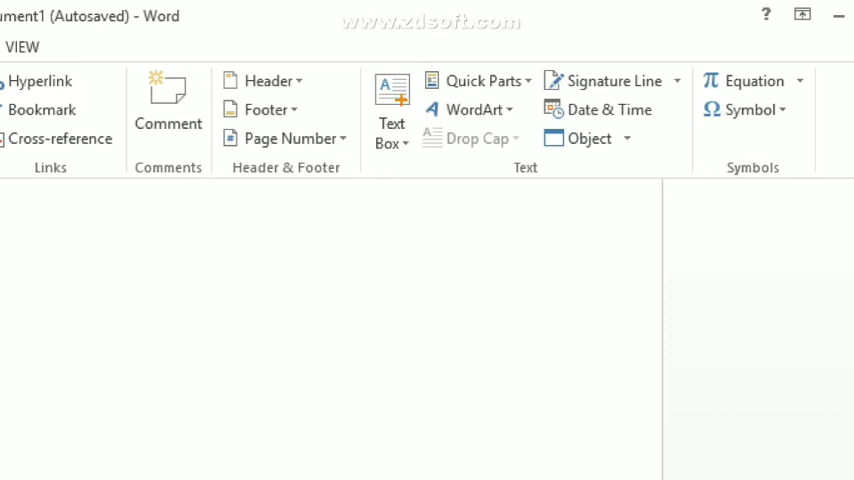 ument1 (Autosaved) - Word
www.zdsoft.com
?
VIEW
Hyperlink
Bookmark
Cross-reference
Links
Comment
Comments
Header
Footer
Page Number
Header & Footer
Text
Box
Quick Parts
WordArt
Drop Cap
Signature Line
Date & Time
Object
Text
π Equation
Ω Symbol
Symbols